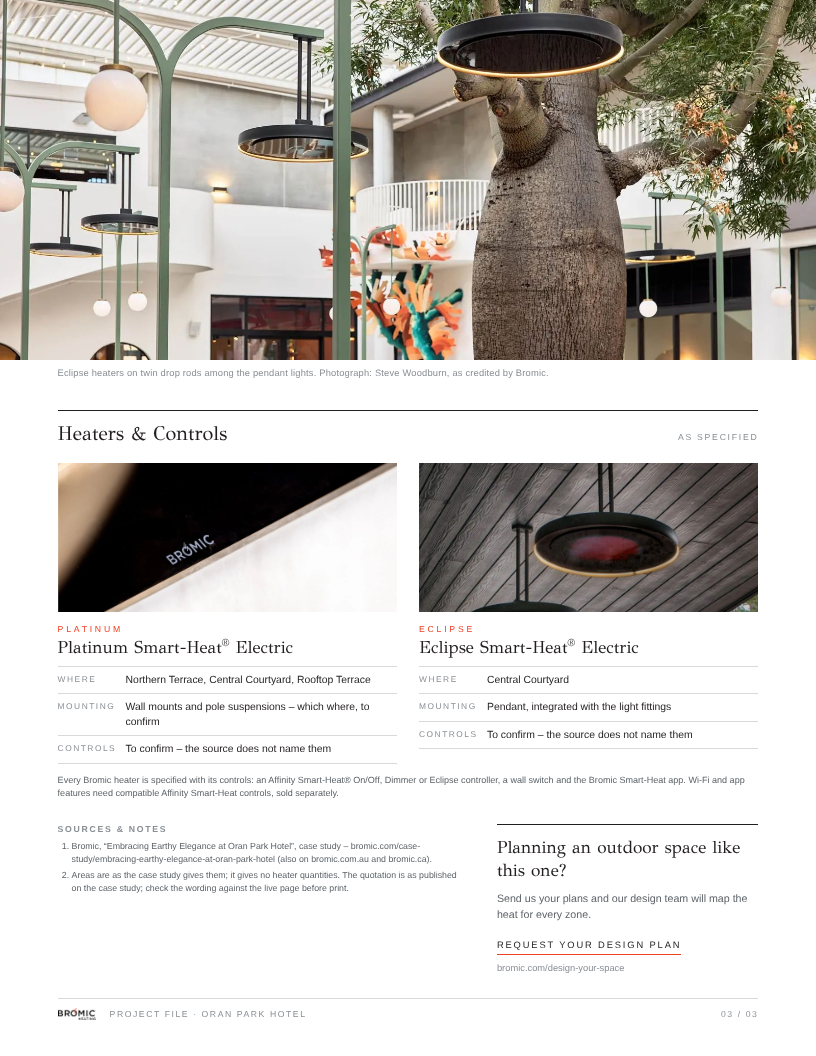 Eclipse heaters on twin drop rods among the pendant lights. Photograph: Steve Woodburn, as credited by Bromic.
Heaters & Controls
AS SPECIFIED
BROMIC
PLATINUM
Platinum Smart-Heat® Electric
WHERE Northern Terrace, Central Courtyard, Rooftop Terrace
MOUNTING Wall mounts and pole suspensions – which where, to
confirm
CONTROLS To confirm – the source does not name them
ECLIPSE
Eclipse Smart-Heat® Electric
WHERE Central Courtyard
MOUNTING Pendant, integrated with the light fittings
CONTROLS To confirm – the source does not name them
Every Bromic heater is specified with its controls: an Affinity Smart-Heat® On/Off, Dimmer or Eclipse controller, a wall switch and the Bromic Smart-Heat app. Wi-Fi and app
features need compatible Affinity Smart-Heat controls, sold separately.
SOURCES & NOTES
1. Bromic, “Embracing Earthy Elegance at Oran Park Hotel”, case study – bromic.com/case-
study/embracing-earthy-elegance-at-oran-park-hotel (also on bromic.com.au and bromic.ca).
2. Areas are as the case study gives them; it gives no heater quantities. The quotation is as published
on the case study; check the wording against the live page before print.
Planning an outdoor space like
this one?
Send us your plans and our design team will map the
heat for every zone.
REQUEST YOUR DESIGN PLAN
bromic.com/design-your-space
BROMIC
HEATING
PROJECT FILE · ORAN PARK HOTEL
03 / 03